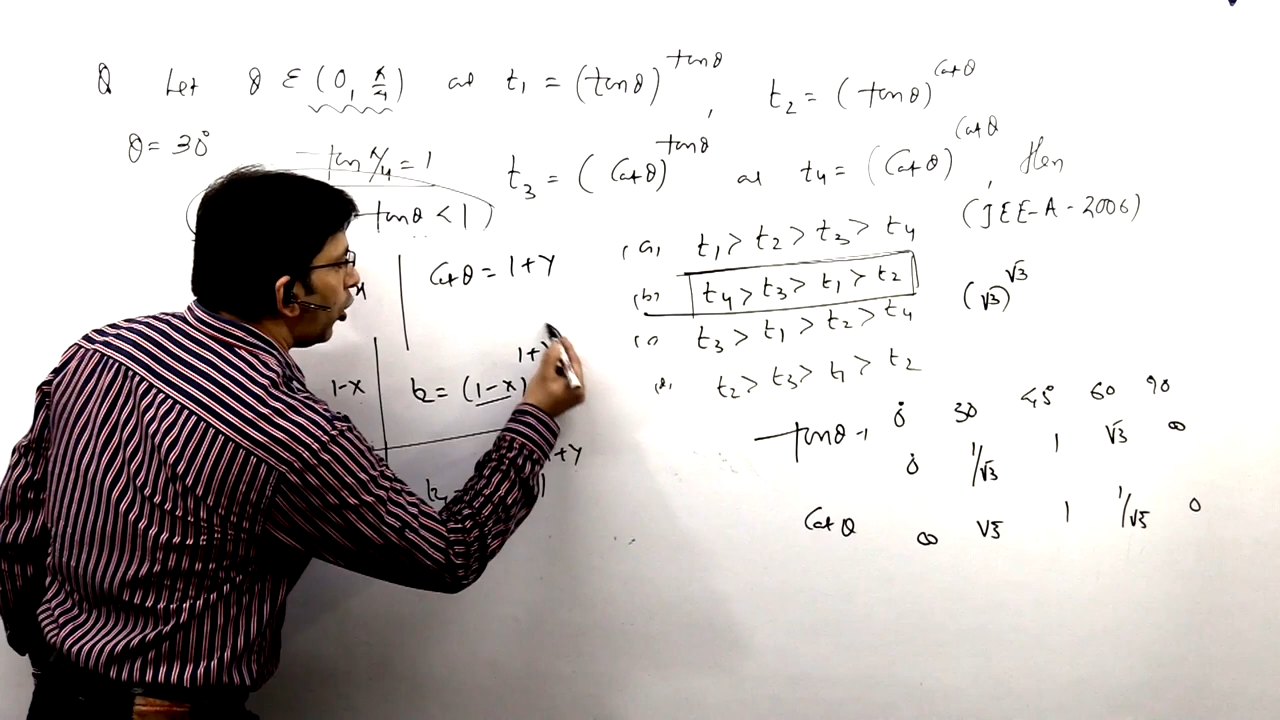 Q Let θ ε (0, π/4) and t₁ = (tanθ)^tanθ , t₂ = (tanθ)^cotθ
θ = 30° tan π/4 = 1 t₃ = (cotθ)^tanθ and t₄ = (cotθ)^cotθ , then
tanθ < 1) (JEE-A-2006)
(a) t₁ > t₂ > t₃ > t₄
cotθ = 1+y
(b) t₄ > t₃ > t₁ > t₂ (√3)^√3
(c) t₃ > t₁ > t₂ > t₄
1-x t₂ = (1-x)^1+y
(d) t₂ > t₃ > t₁ > t₂
tanθ - 0° 30 45° 60 90
0 1/√3 1 √3 ∞
+y
cotθ ∞ √3 1 1/√3 0